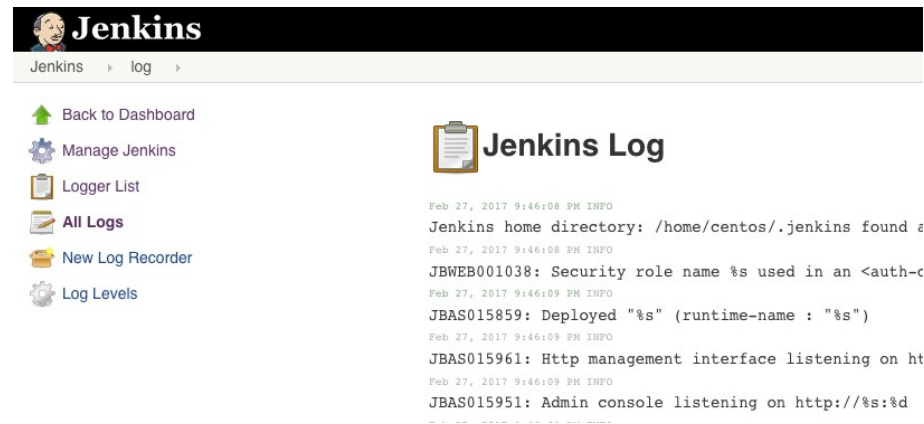 Jenkins
Jenkins log
Back to Dashboard
Manage Jenkins
Logger List
All Logs
New Log Recorder
Log Levels
Jenkins Log
Feb 27, 2017 9:46:08 PM INFO
Jenkins home directory: /home/centos/.jenkins found a
Feb 27, 2017 9:46:08 PM INFO
JBWEB001038: Security role name %s used in an <auth-c
Feb 27, 2017 9:46:09 PM INFO
JBAS015859: Deployed "%s" (runtime-name : "%s")
Feb 27, 2017 9:46:09 PM INFO
JBAS015961: Http management interface listening on ht
Feb 27, 2017 9:46:09 PM INFO
JBAS015951: Admin console listening on http://%s:%d